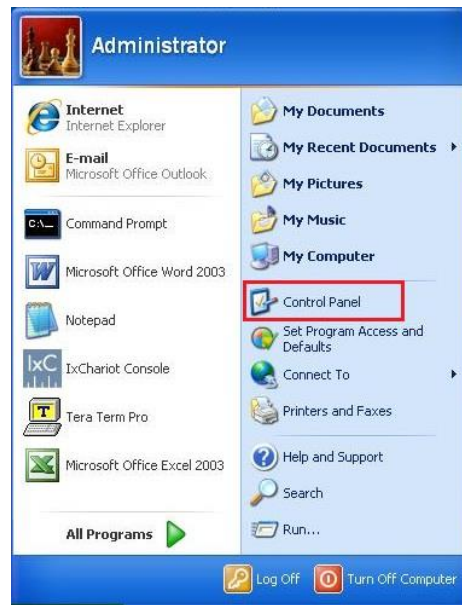 Administrator
Internet
Internet Explorer
E-mail
Microsoft Office Outlook
C:\_
Command Prompt
W
Microsoft Office Word 2003
Notepad
IxC
IxChariot Console
T
Tera Term Pro
Microsoft Office Excel 2003
All Programs
My Documents
My Recent Documents
My Pictures
My Music
My Computer
Control Panel
Set Program Access and
Defaults
Connect To
Printers and Faxes
Help and Support
Search
Run...
Log Off
Turn Off Computer